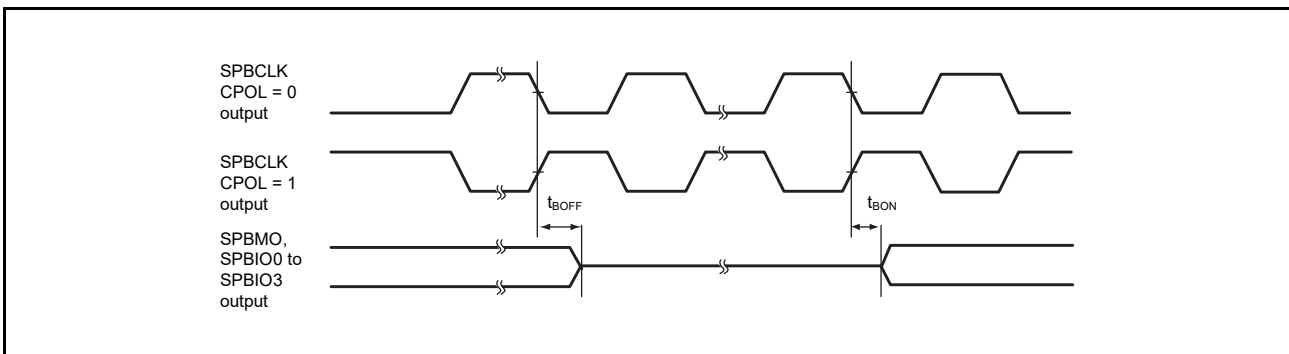 SPBCLK
CPOL = 0
output
SPBCLK
CPOL = 1
output
tBOFF
tBON
SPBMO,
SPBIO0 to
SPBIO3
output